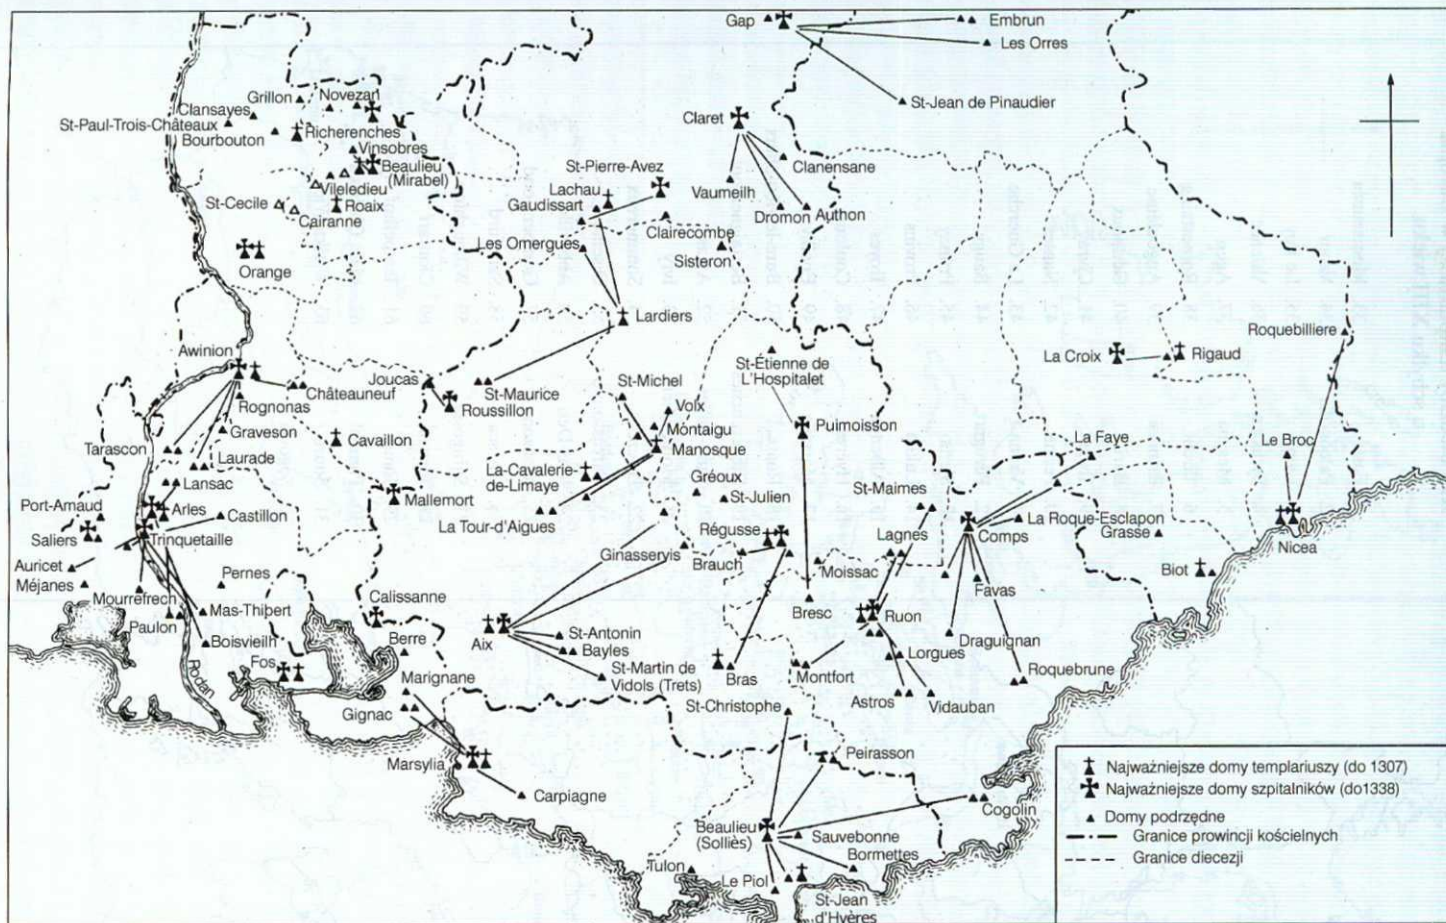 Gap
Embrun
Les Orres
St-Jean de Pinaudier
Grillon
Novezan
Clansayes
St-Paul-Trois-Châteaux
Bourbouton
Richerenches
Vinsobres
Beaulieu
(Mirabel)
Vileledieu
St-Cecile
Roaix
Cairanne
Orange
Claret
Clanensane
Vaumeilh
Dromon
Authon
St-Pierre-Avez
Lachau
Gaudissart
Les Omergues
Clairecombe
Sisteron
Lardiers
Roquebilliere
La Croix
Rigaud
Awinion
Châteauneuf
Rognonas
Joucas
Roussillon
St-Maurice
St-Étienne de
L'Hospitalet
St-Michel
Volx
Móntaigu
Manosque
Puimoisson
Graveson
Cavaillon
Tarascon
Laurade
Lansac
La-Cavalerie-
de-Limaye
Gréoux
St-Julien
La Faye
Le Broc
Port-Arnaud
Arles
Castillon
Mallemort
La Tour-d'Aigues
St-Maimes
Saliers
Trinquetaille
Régusse
Lagnes
Comps
La Roque-Esclapon
Grasse
Nicea
Auricet
Méjanes
Ginasservis
Brauch
Moissac
Favas
Biot
Mourrefrech
Pernes
Mas-Thibert
Paulon
Boisvieilh
Calissanne
Berre
Aix
St-Antonin
Bayles
St-Martin de
Vidols (Trets)
Bresc
Ruon
Draguignan
Lorgues
Roquebrune
Bras
Montfort
Astros
Vidauban
Rodan
Fos
Marignane
Gignac
St-Christophe
Peirasson
Marsylia
Carpiagne
Beaulieu
(Solliès)
Sauvebonne
Bormettes
Cogolin
Tulon
Le Piol
St-Jean
d'Hyères
Najważniejsze domy templariuszy (do 1307)
Najważniejsze domy szpitalników (do1338)
Domy podrzędne
Granice prowincji kościelnych
Granice diecezji